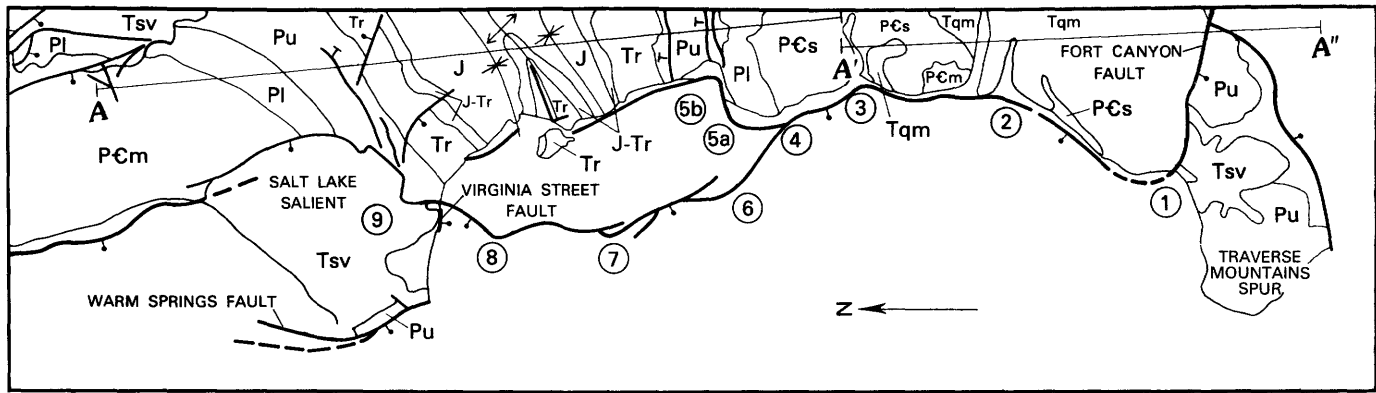 Tsv
Pl
A
Pu
Tr
J
J
Tr
Pu
Pl
P€s
A'
P€s
Tqm
Tqm
P€m
FORT CANYON
FAULT
A"
Pl
J-Tr
Tr
Tr
5b
5a
4
3
Tqm
2
P€s
Pu
P€m
J-Tr
Tr
SALT LAKE
SALIENT
VIRGINIA STREET
FAULT
9
8
7
6
1
Tsv
Pu
Tsv
WARM SPRINGS FAULT
Pu
N
TRAVERSE
MOUNTAINS
SPUR